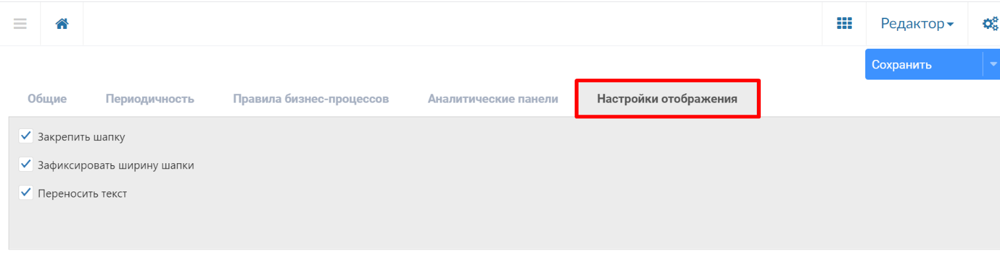 Редактор
Сохранить
Общие Периодичность Правила бизнес-процессов Аналитические панели Настройки отображения
Закрепить шапку
Зафиксировать ширину шапки
Переносить текст